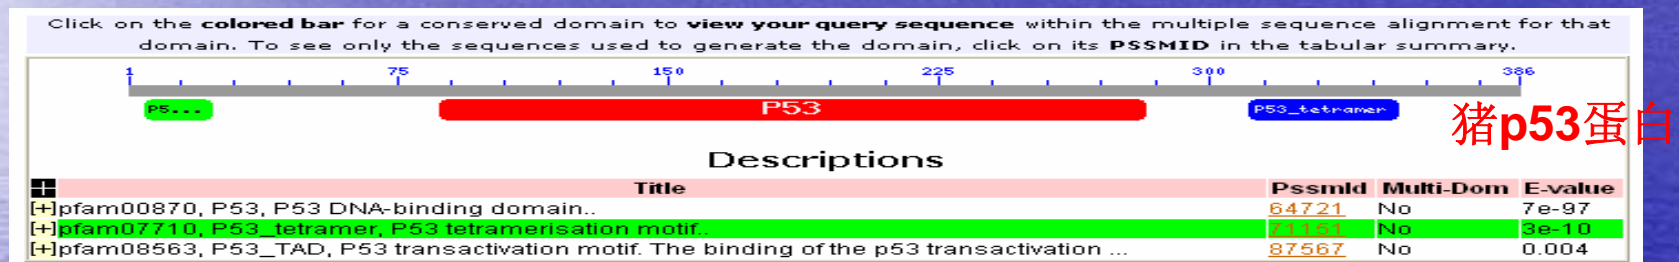 Click on the colored bar for a conserved domain to view your query sequence within the multiple sequence alignment for that
domain. To see only the sequences used to generate the domain, click on its PSSMID in the tabular summary.
1 75 150 225 300 386
P5... P53 P53_tetramer
猪p53蛋白
Descriptions
Title PssmId Multi-Dom E-value
[+]pfam00870, P53, P53 DNA-binding domain.. 64721 No 7e-97
[+]pfam07710, P53_tetramer, P53 tetramerisation motif.. 71151 No 3e-10
[+]pfam08563, P53_TAD, P53 transactivation motif. The binding of the p53 transactivation ... 87567 No 0.004